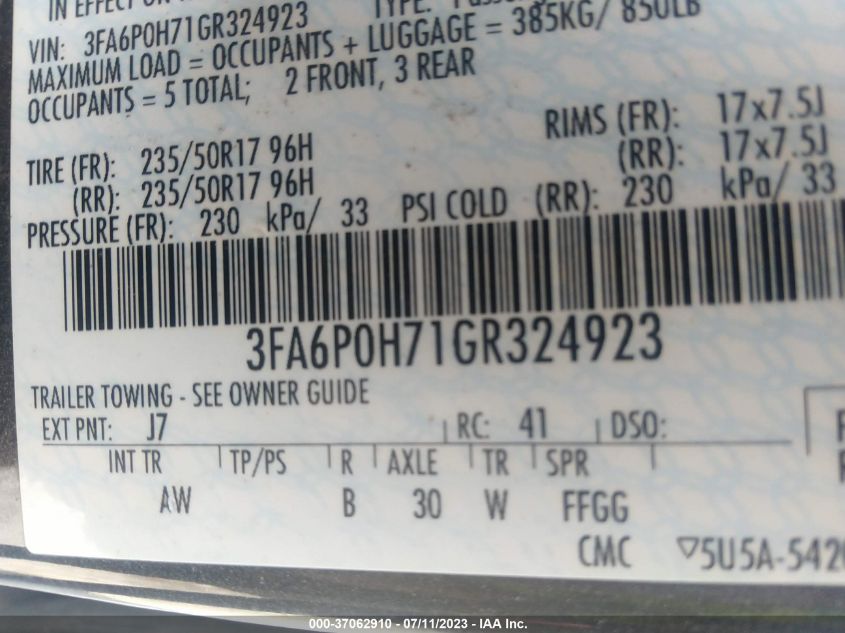 IN EFFECT ON
TYPE:
VIN: 3FA6P0H71GR324923
MAXIMUM LOAD = OCCUPANTS + LUGGAGE = 385KG/ 850LB
OCCUPANTS = 5 TOTAL; 2 FRONT, 3 REAR
RIMS (FR): 17x7.5J
TIRE (FR): 235/50R17 96H
(RR): 17x7.5J
(RR): 235/50R17 96H
PRESSURE (FR): 230 kPa/ 33 PSI COLD (RR): 230 kPa/ 33
3FA6P0H71GR324923
TRAILER TOWING - SEE OWNER GUIDE
EXT PNT: J7 RC: 41 DSO:
INT TR TP/PS R AXLE TR SPR
AW B 30 W FFGG
CMC ▽5U5A-542
000-37062910 - 07/11/2023 - IAA Inc.